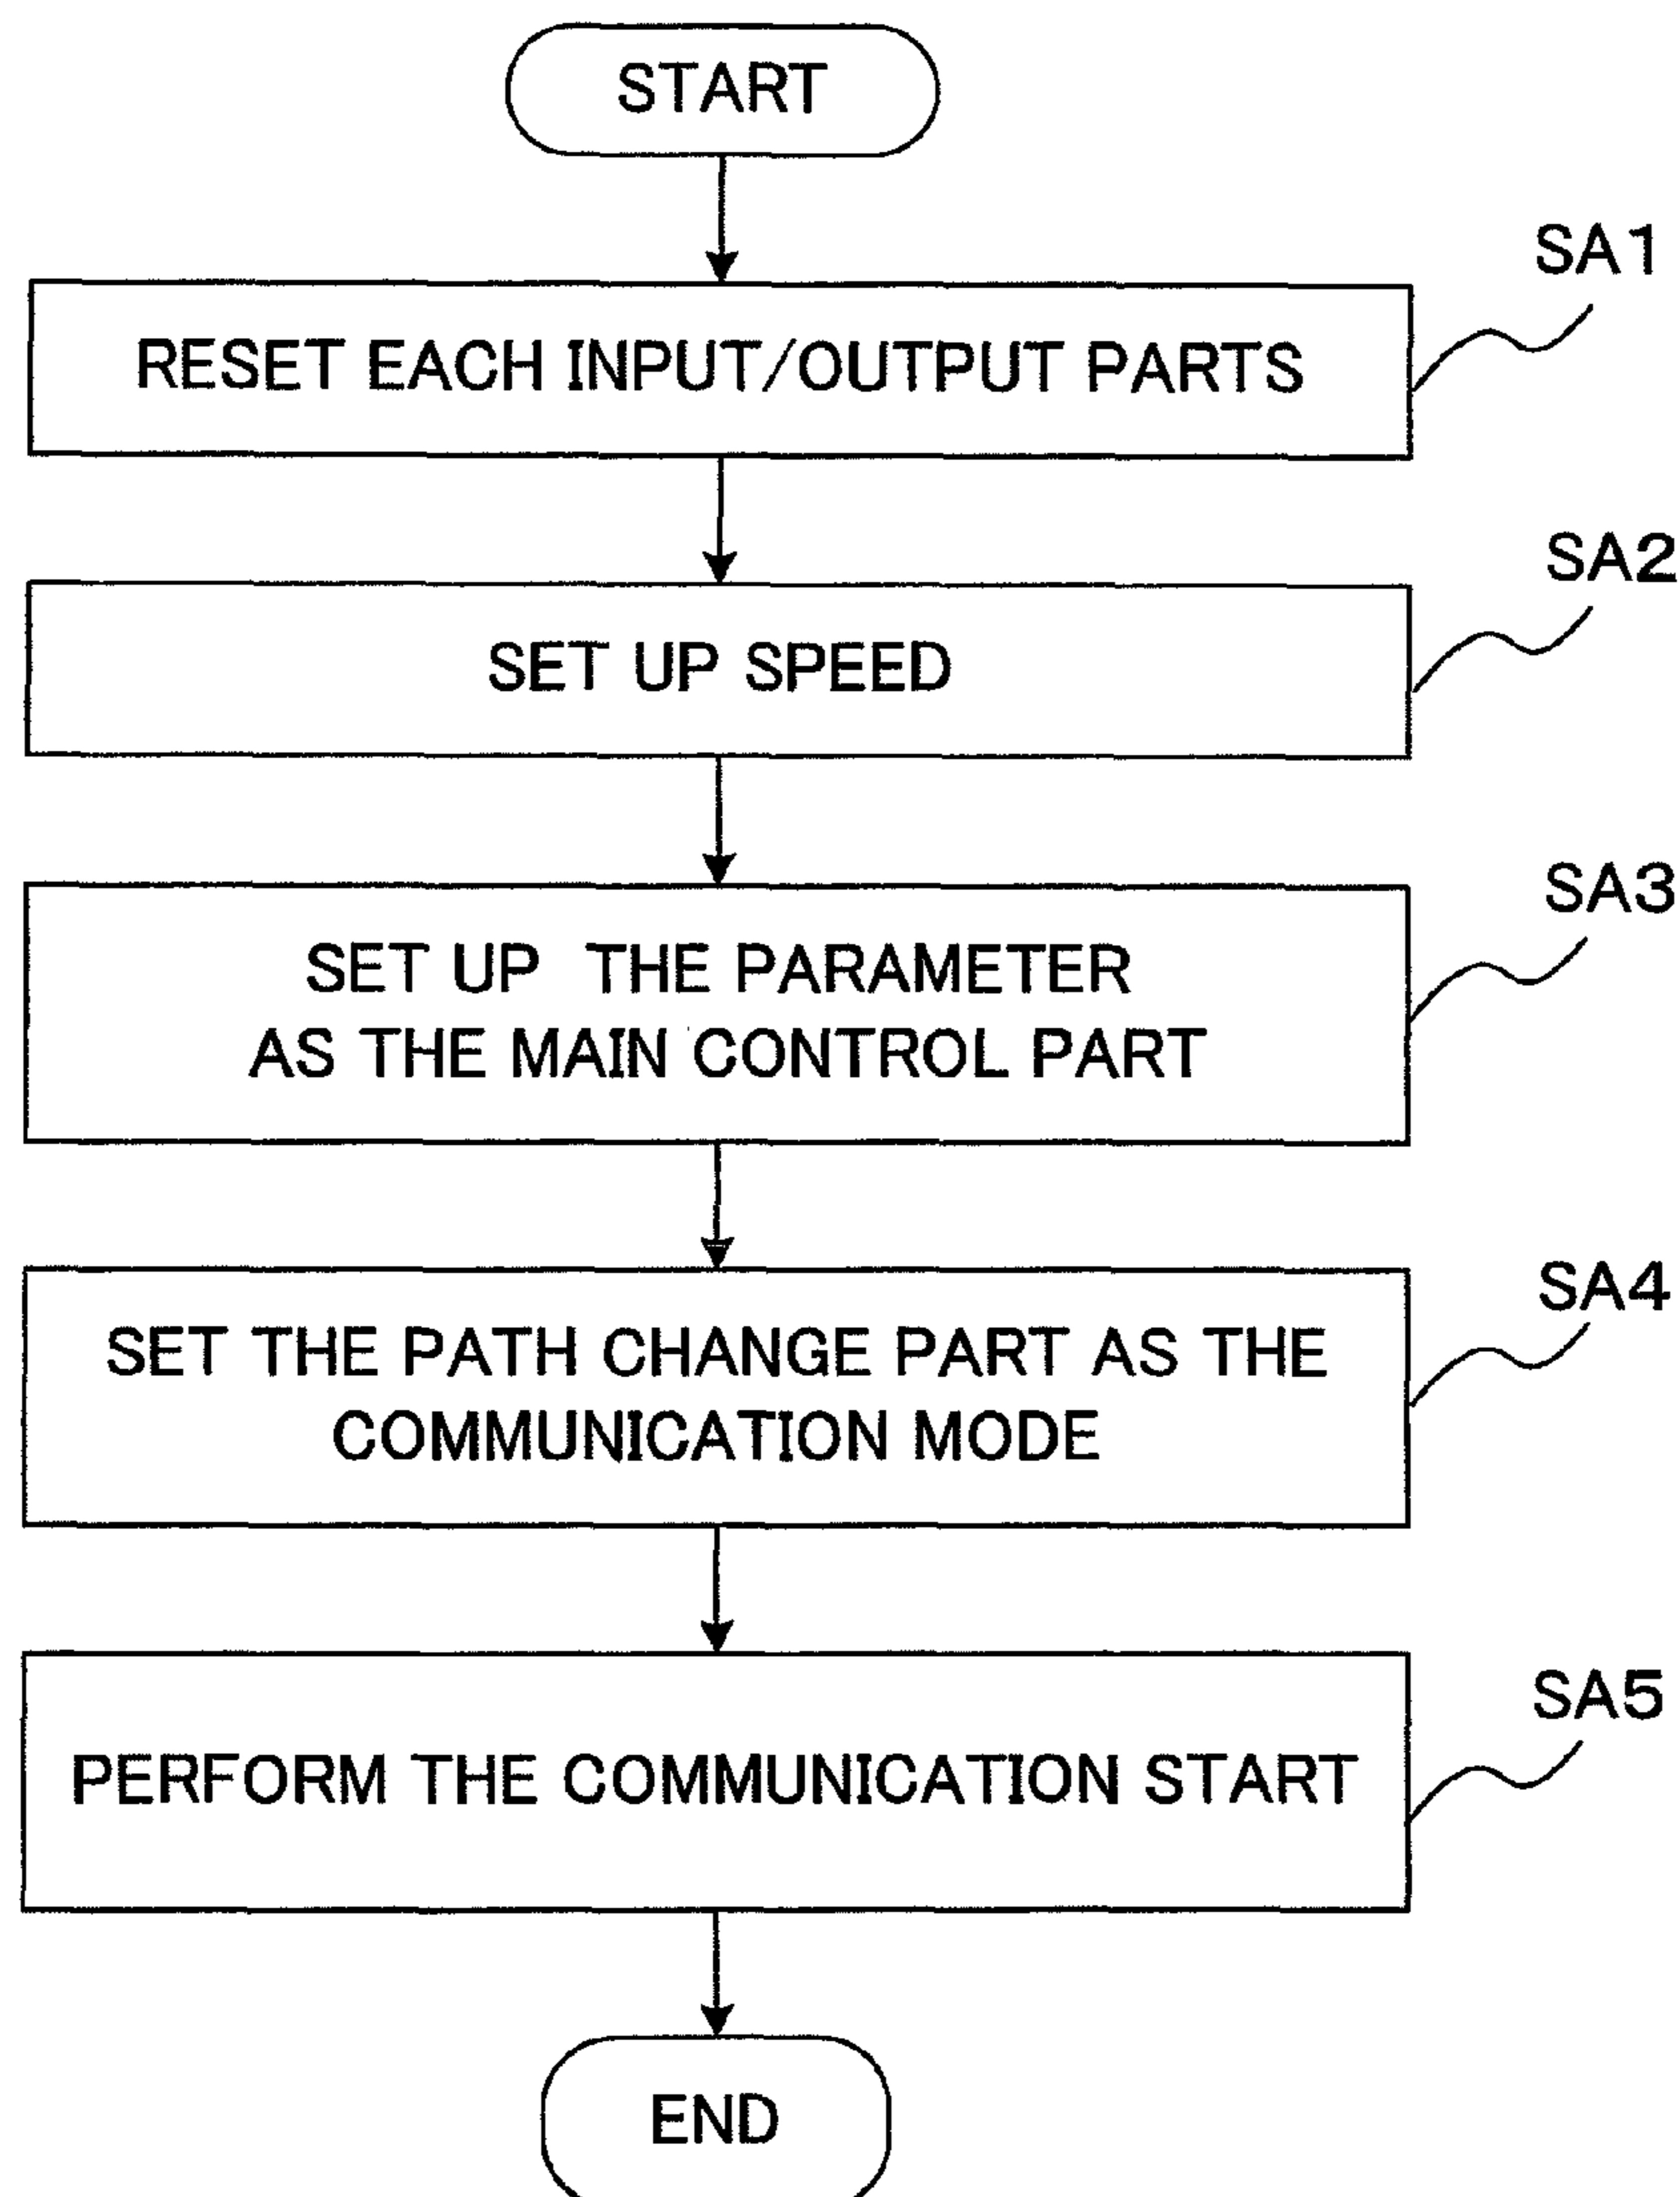 START
SA1
RESET EACH INPUT/OUTPUT PARTS
SA2
SET UP SPEED
SA3
SET UP THE PARAMETER
AS THE MAIN CONTROL PART
SA4
SET THE PATH CHANGE PART AS THE
COMMUNICATION MODE
SA5
PERFORM THE COMMUNICATION START
END